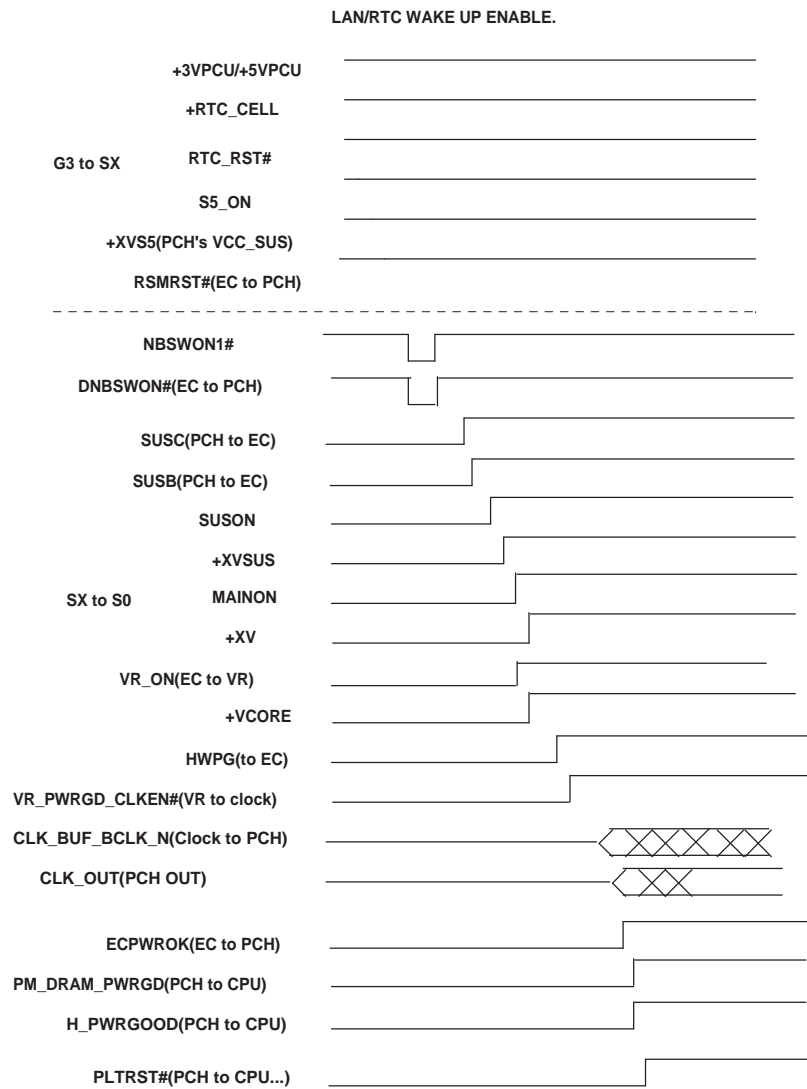 LAN/RTC WAKE UP ENABLE.
+3VPCU/+5VPCU
+RTC_CELL
G3 to SX
RTC_RST#
S5_ON
+XVS5(PCH's VCC_SUS)
RSMRST#(EC to PCH)
NBSWON1#
DNBSWON#(EC to PCH)
SUSC(PCH to EC)
SUSB(PCH to EC)
SUSON
+XVSUS
SX to S0
MAINON
+XV
VR_ON(EC to VR)
+VCORE
HWPG(to EC)
VR_PWRGD_CLKEN#(VR to clock)
CLK_BUF_BCLK_N(Clock to PCH)
CLK_OUT(PCH OUT)
ECPWROK(EC to PCH)
PM_DRAM_PWRGD(PCH to CPU)
H_PWRGOOD(PCH to CPU)
PLTRST#(PCH to CPU...)